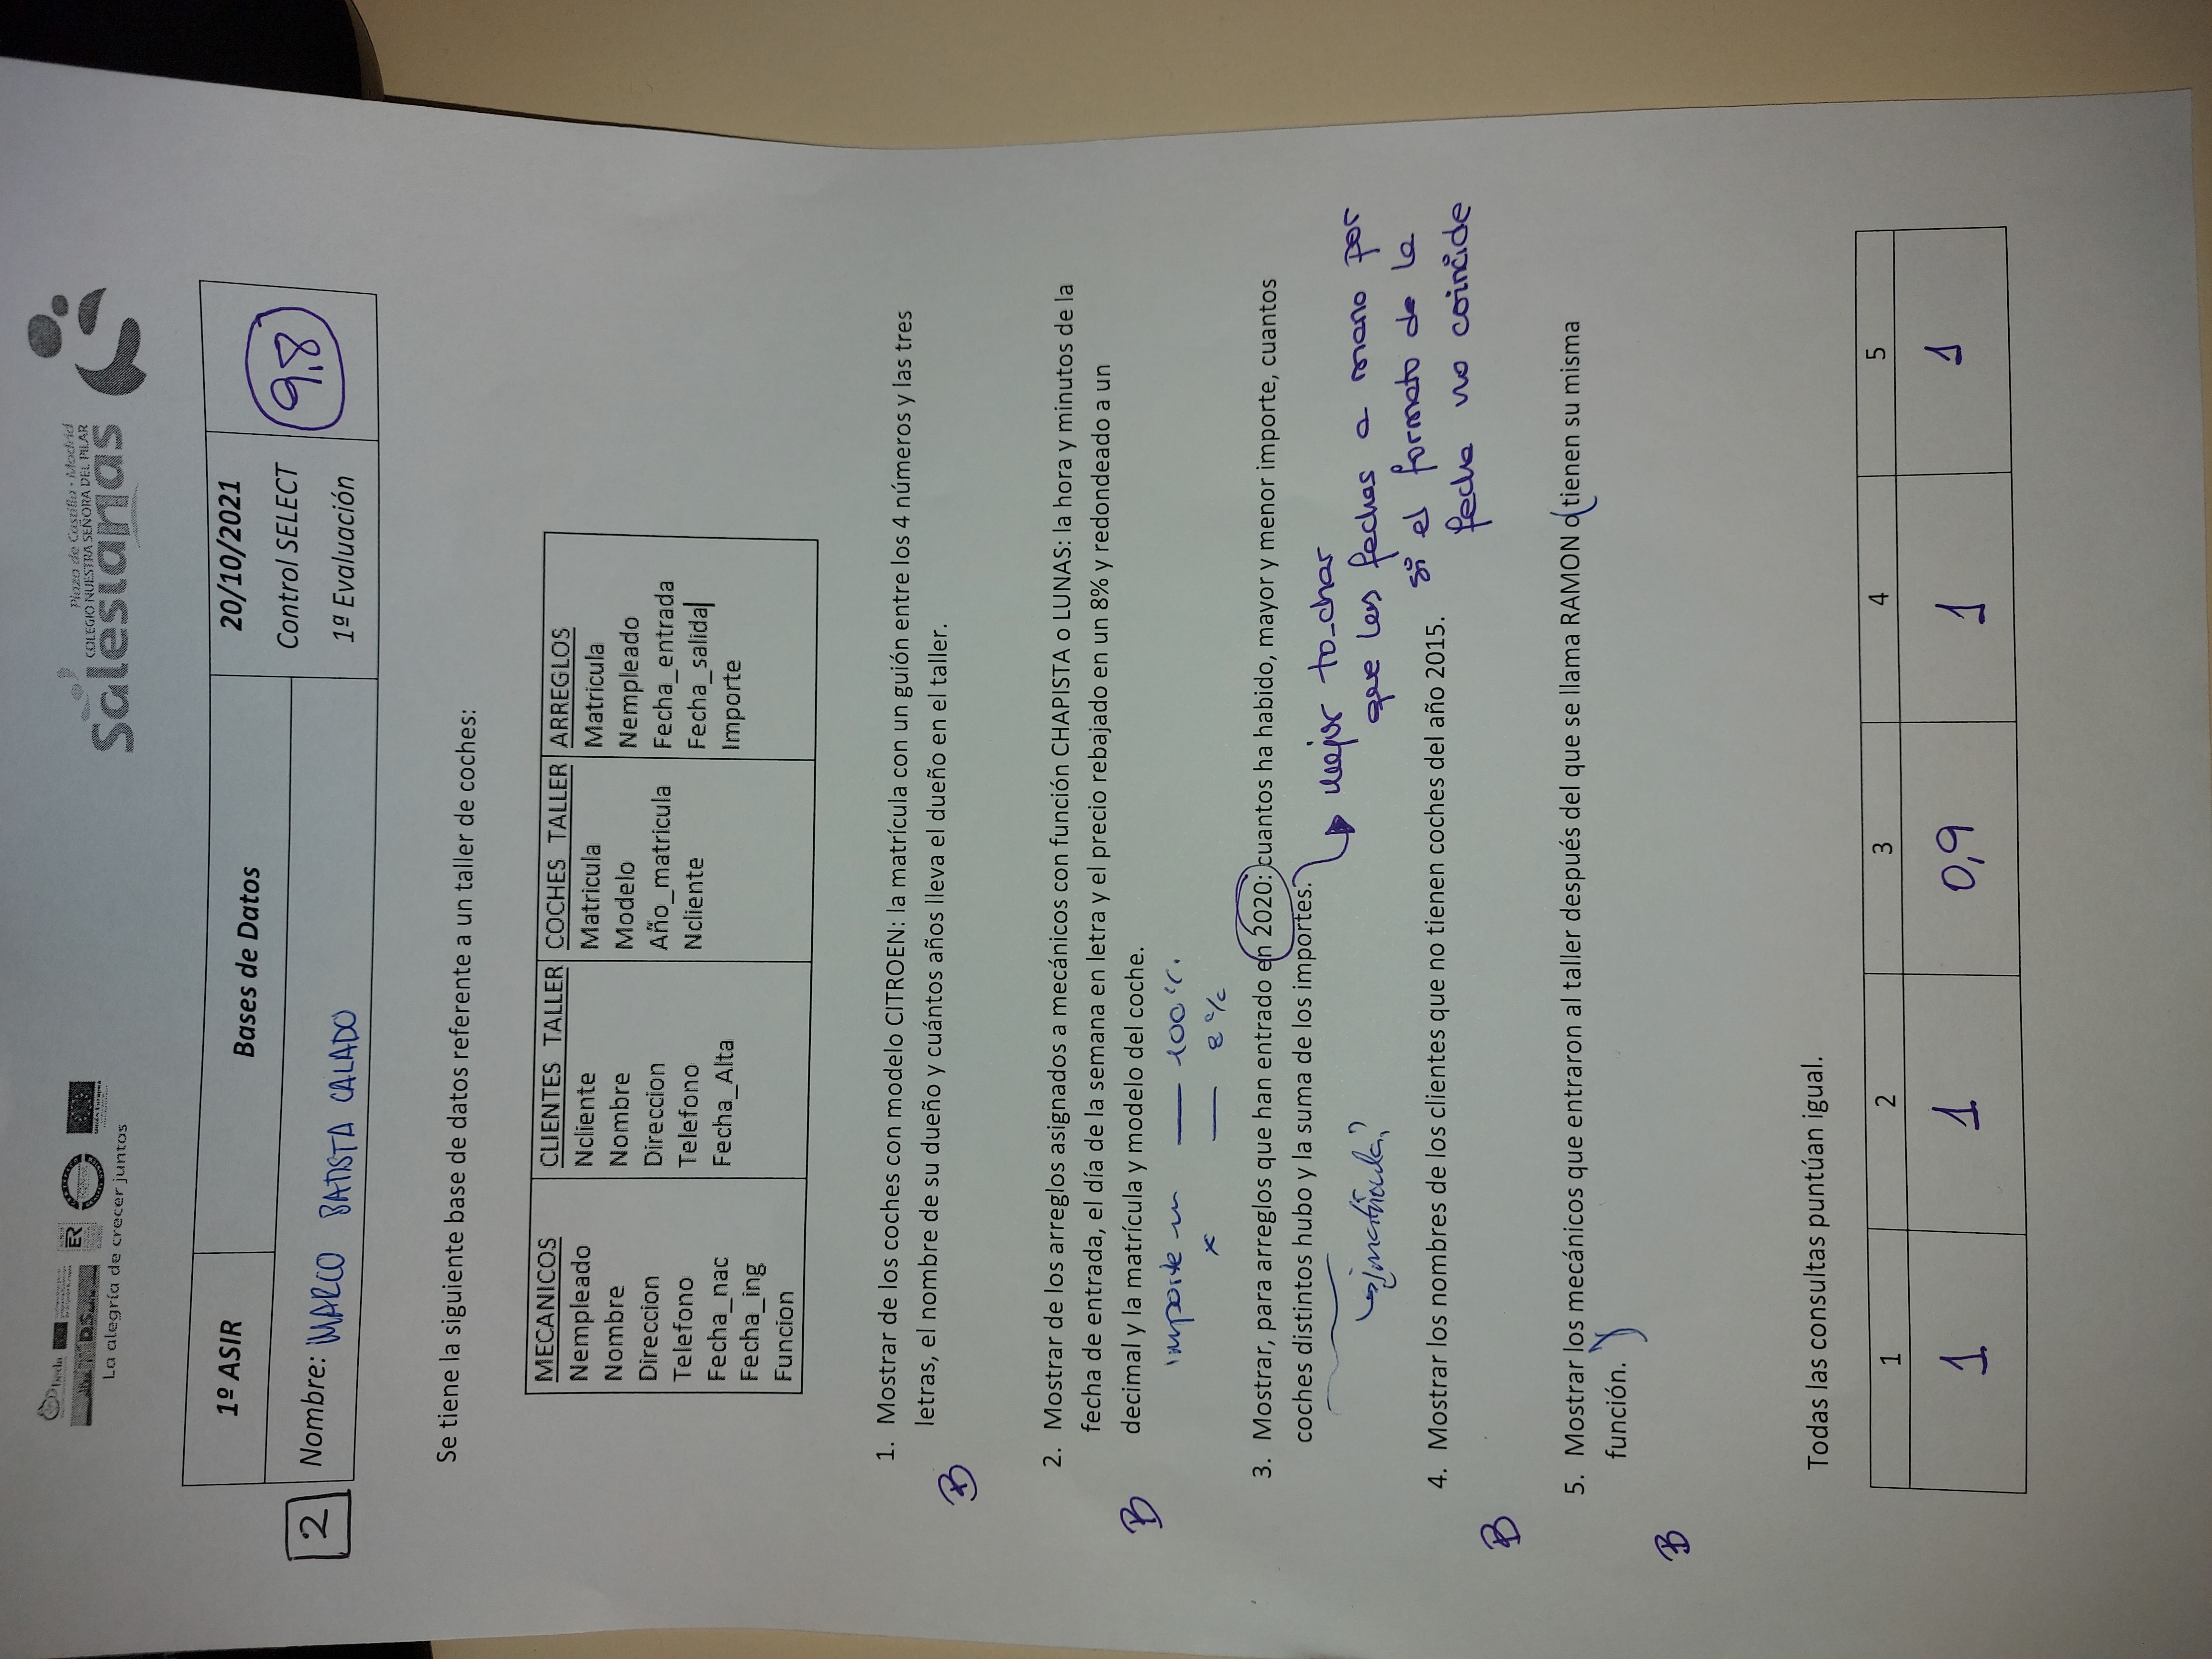 La alegría de crecer juntos
Plaza de Castilla · Madrid
COLEGIO NUESTRA SEÑORA DEL PILAR
Salesianas
1º ASIR
Bases de Datos
20/10/2021
Control SELECT
1ª Evaluación
9,8
2
Nombre: MARCO BATISTA CALADO
Se tiene la siguiente base de datos referente a un taller de coches:
MECANICOS
Nempleado
Nombre
Direccion
Telefono
Fecha_nac
Fecha_ing
Funcion
CLIENTES TALLER
Ncliente
Nombre
Direccion
Telefono
Fecha_Alta
COCHES TALLER
Matricula
Modelo
Año_matricula
Ncliente
ARREGLOS
Matricula
Nempleado
Fecha_entrada
Fecha_salida
Importe
1. Mostrar de los coches con modelo CITROEN: la matrícula con un guión entre los 4 números y las tres
letras, el nombre de su dueño y cuántos años lleva el dueño en el taller.
B
2. Mostrar de los arreglos asignados a mecánicos con función CHAPISTA o LUNAS: la hora y minutos de la
fecha de entrada, el día de la semana en letra y el precio rebajado en un 8% y redondeado a un
decimal y la matrícula y modelo del coche.
B
importe — 100%
x — 8%
3. Mostrar, para arreglos que han entrado en 2020: cuantos ha habido, mayor y menor importe, cuantos
coches distintos hubo y la suma de los importes.
mejor to_char
que las fechas a mano por
si el formato de la
fecha no coincide
¿matrícula?
4. Mostrar los nombres de los clientes que no tienen coches del año 2015.
B
5. Mostrar los mecánicos que entraron al taller después del que se llama RAMON o (tienen su misma
función. )
B
Todas las consultas puntúan igual.
1 2 3 4 5
1 1 0,9 1 1